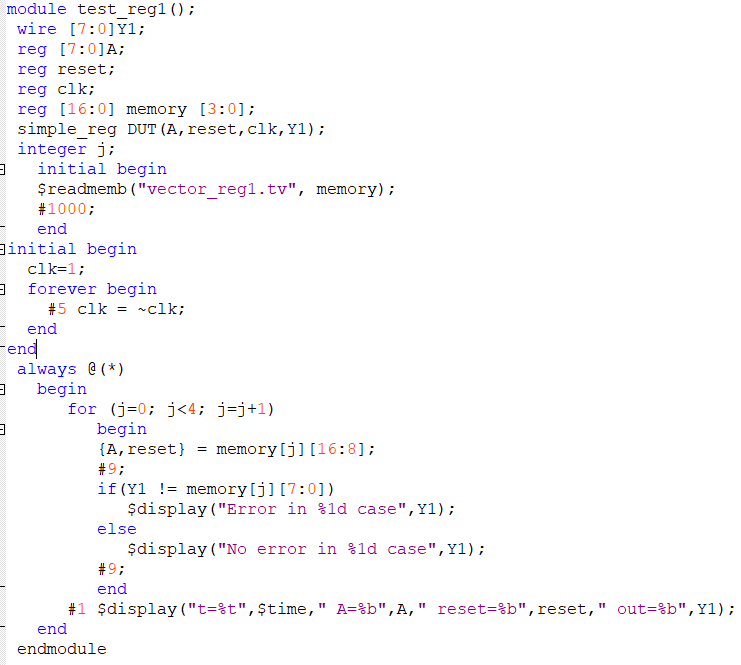 module test_reg1();
wire [7:0]Y1;
reg [7:0]A;
reg reset;
reg clk;
reg [16:0] memory [3:0];
simple_reg DUT(A,reset,clk,Y1);
integer j;
initial begin
$readmemb("vector_reg1.tv", memory);
#1000;
end
initial begin
clk=1;
forever begin
#5 clk = ~clk;
end
end
always @(*)
begin
for (j=0; j<4; j=j+1)
begin
{A,reset} = memory[j][16:8];
#9;
if(Y1 != memory[j][7:0])
$display("Error in %1d case",Y1);
else
$display("No error in %1d case",Y1);
#9;
end
#1 $display("t=%t",$time," A=%b",A," reset=%b",reset," out=%b",Y1);
end
endmodule